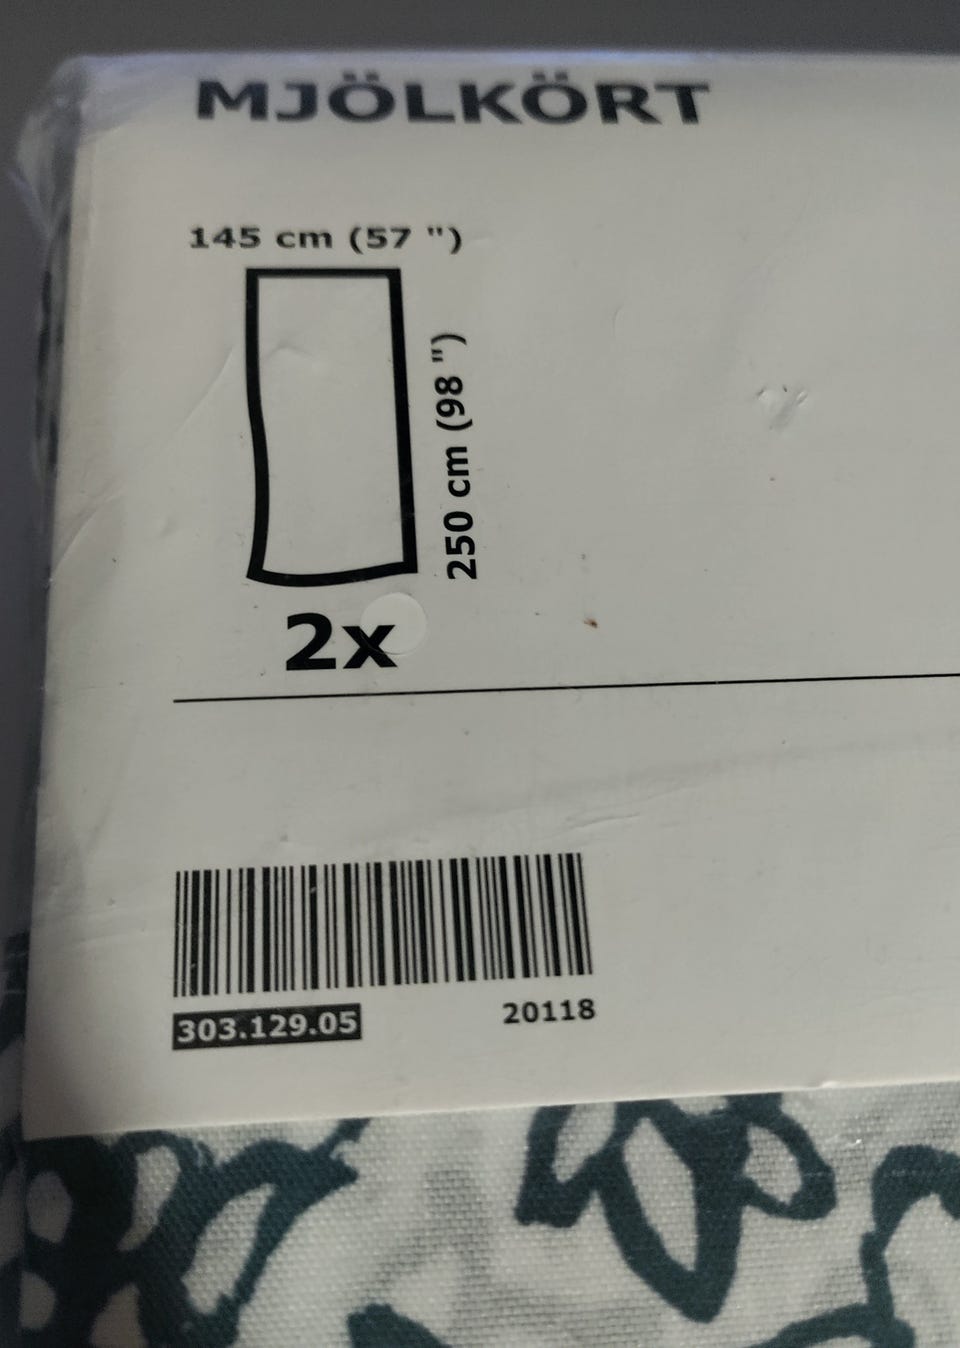 MJÖLKÖRT
145 cm (57 ")
250 cm (98 ")
2x
303.129.05
20118